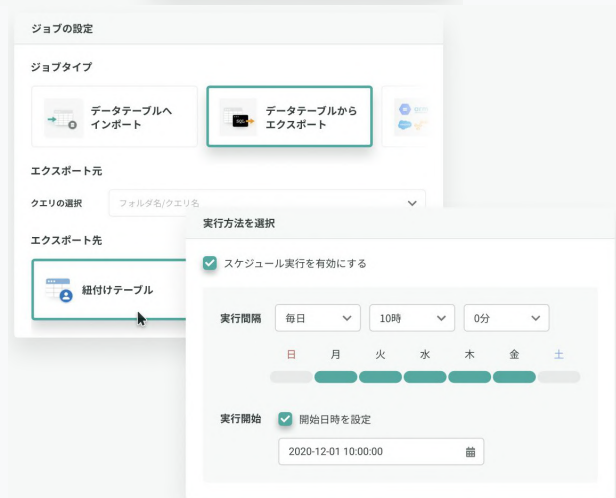 ジョブの設定
ジョブタイプ
データテーブルへ
インポート
データテーブルから
エクスポート
エクスポート元
クエリの選択 フォルダ名/クエリ名
エクスポート先
紐付けテーブル
実行方法を選択
スケジュール実行を有効にする
実行間隔 毎日 10時 0分
日 月 火 水 木 金 土
実行開始 開始日時を設定
2020-12-01 10:00:00